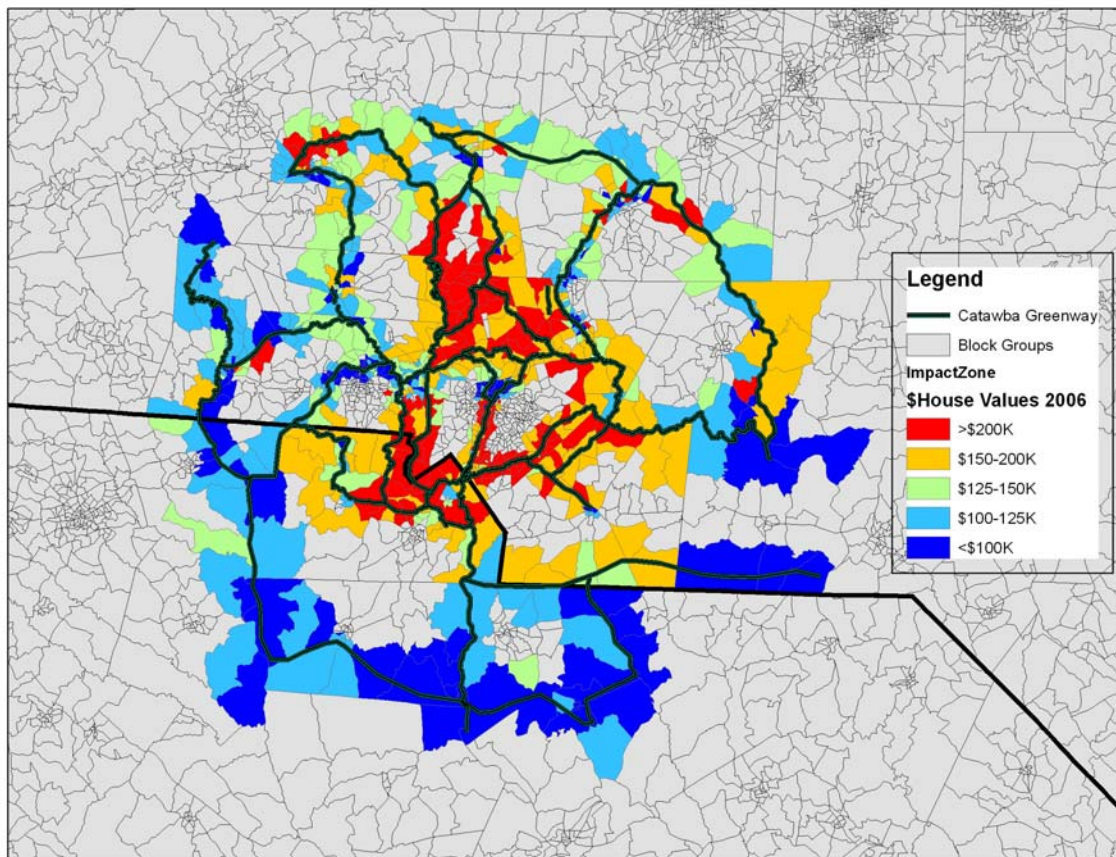 Legend
Catawba Greenway
Block Groups
ImpactZone
$House Values 2006
>$200K
$150-200K
$125-150K
$100-125K
<$100K